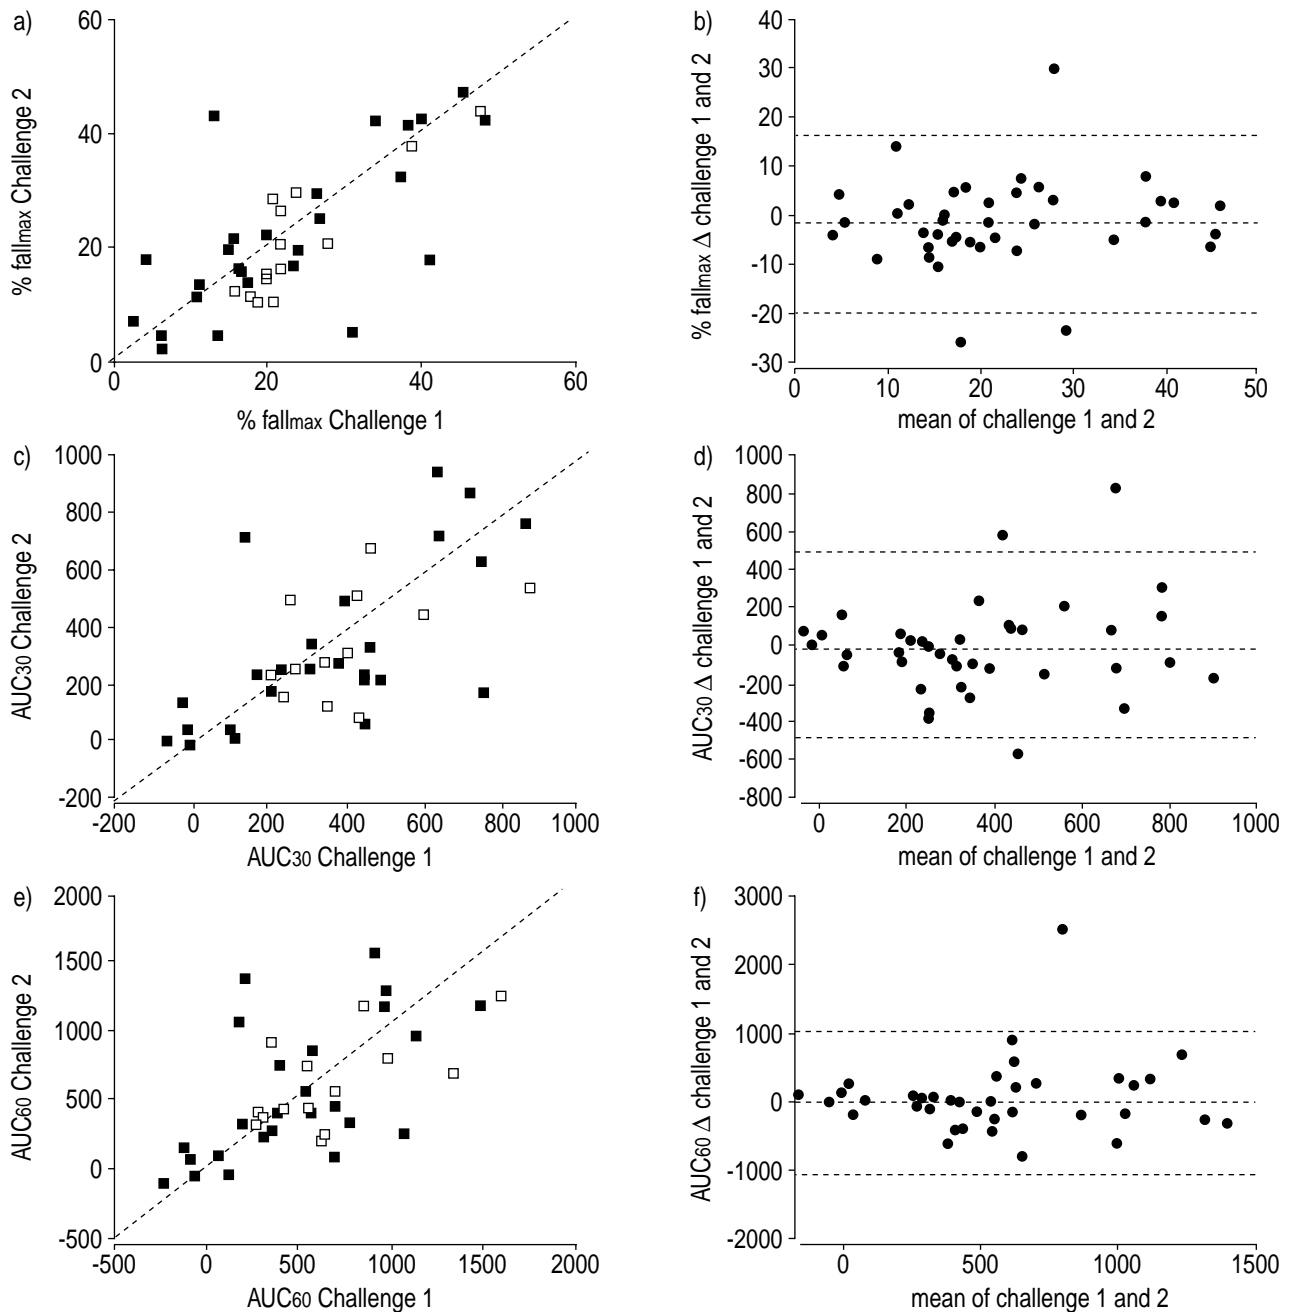 a)
60
40
20
0
% fallmax Challenge 2
0 20 40 60
% fallmax Challenge 1
b)
40
30
20
10
0
-10
-20
-30
% fallmax Δ challenge 1 and 2
0 10 20 30 40 50
mean of challenge 1 and 2
c)
1000
800
600
400
200
0
-200
AUC30 Challenge 2
-200 0 200 400 600 800 1000
AUC30 Challenge 1
d)
1000
800
600
400
200
0
-200
-400
-600
-800
AUC30 Δ challenge 1 and 2
0 200 400 600 800 1000
mean of challenge 1 and 2
e)
2000
1500
1000
500
0
-500
AUC60 Challenge 2
-500 0 500 1000 1500 2000
AUC60 Challenge 1
f)
3000
2000
1000
0
-1000
-2000
AUC60 Δ challenge 1 and 2
0 500 1000 1500
mean of challenge 1 and 2